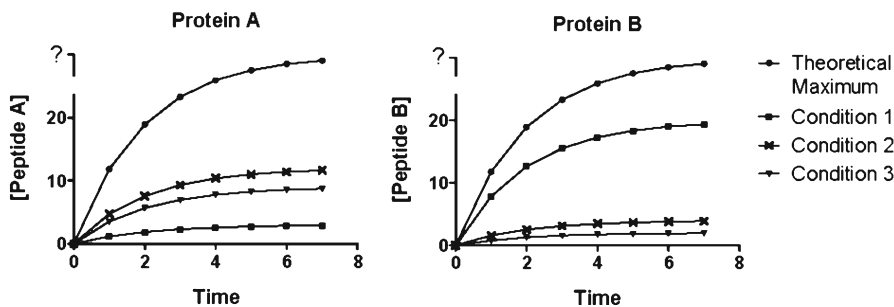 Protein A
?
20
10
0
[Peptide A]
0 2 4 6 8
Time
Protein B
?
20
10
0
[Peptide B]
0 2 4 6 8
Time
Theoretical
Maximum
Condition 1
Condition 2
Condition 3